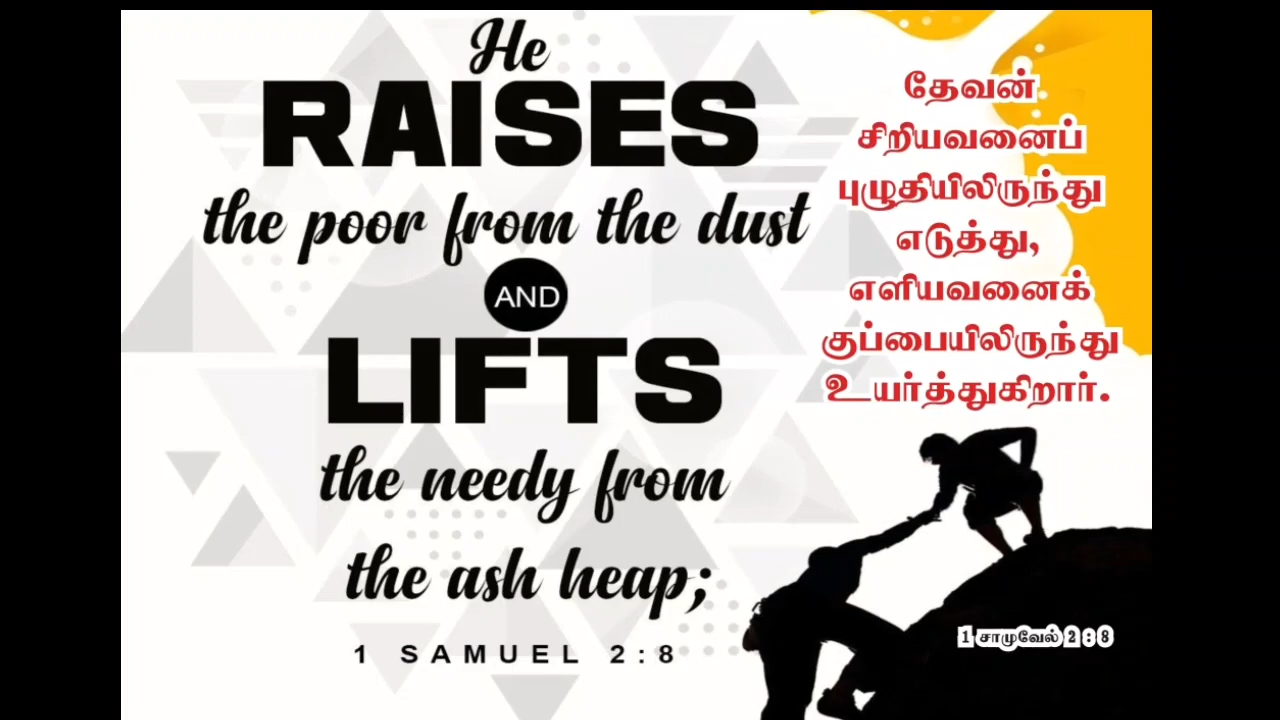 He
RAISES
the poor from the dust
AND
LIFTS
the needy from
the ash heap;
1 SAMUEL 2:8
தேவன்
சிறியவனைப்
புழுதியிலிருந்து
எடுத்து,
எளியவனைக்
குப்பையிலிருந்து
உயர்த்துகிறார்.
1 சாமுவேல் 2:8